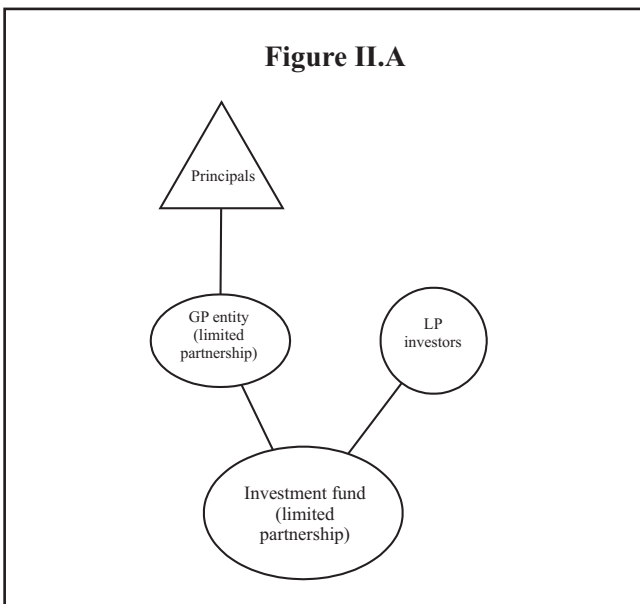 Figure II.A
Principals
GP entity
(limited
partnership)
LP
investors
Investment fund
(limited
partnership)